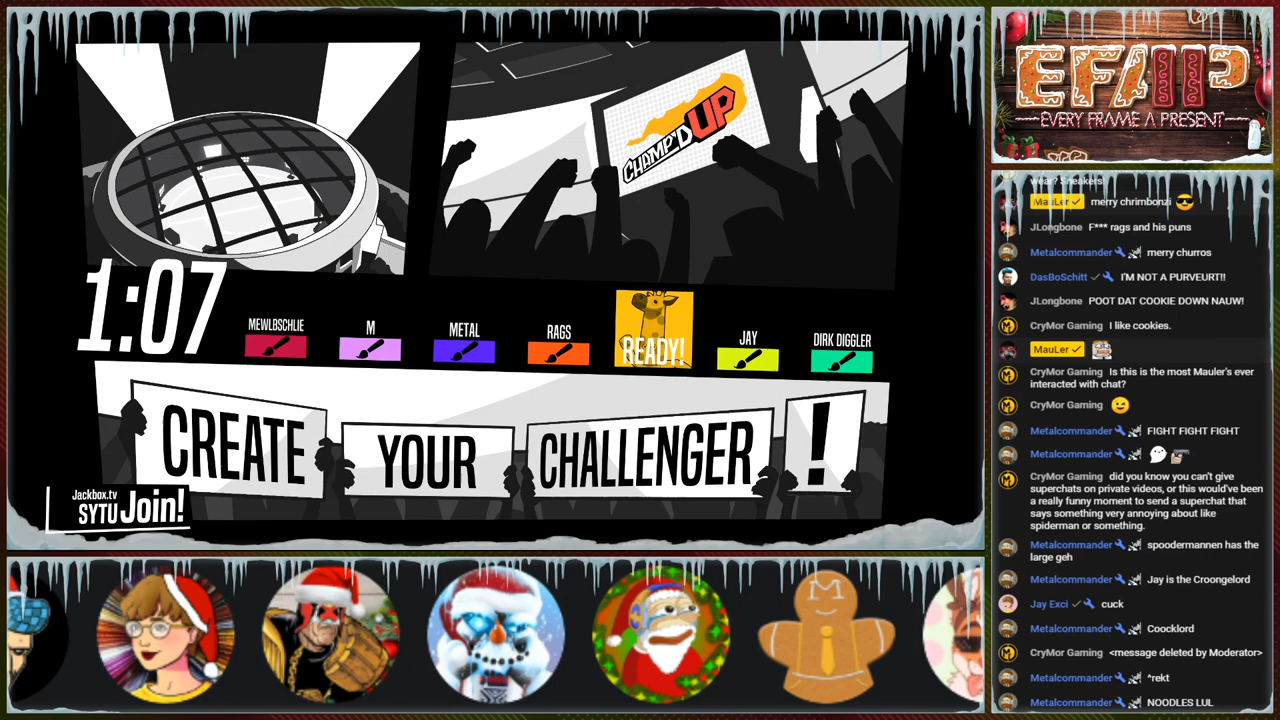 CHAMP'D UP
1:07
MEWLBSCHLIE
M
METAL
RAGS
READY!
JAY
DIRK DIGGLER
CREATE
YOUR
CHALLENGER
!
Jackbox.tv
SYTU Join!
M
EFAP
EVERY FRAME A PRESENT
wear? Sneakers!
MauLer ✓ merry chrimbonzi 😎
JLongbone F*** rags and his puns
Metalcommander merry churros
DasBoSchitt ✓ I'M NOT A PURVEURT!!
JLongbone POOT DAT COOKIE DOWN NAUW!
CryMor Gaming I like cookies.
MauLer ✓
CryMor Gaming Is this is the most Mauler's ever
interacted with chat?
CryMor Gaming 😉
Metalcommander FIGHT FIGHT FIGHT
Metalcommander
CryMor Gaming did you know you can't give
superchats on private videos, or this would've been
a really funny moment to send a superchat that
says something very annoying about like
spiderman or something.
Metalcommander spoodermannen has the
large geh
Metalcommander Jay is the Croongelord
Jay Exci ✓ cuck
Metalcommander Coocklord
CryMor Gaming <message deleted by Moderator>
Metalcommander ^rekt
Metalcommander NOODLES LUL